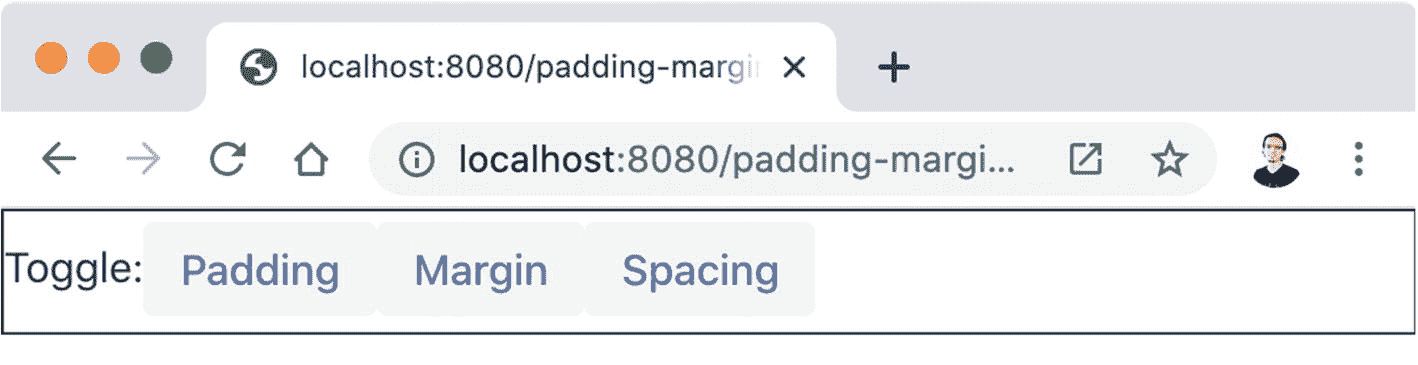 localhost:8080/padding-margi
localhost:8080/padding-margi...
Toggle: Padding Margin Spacing